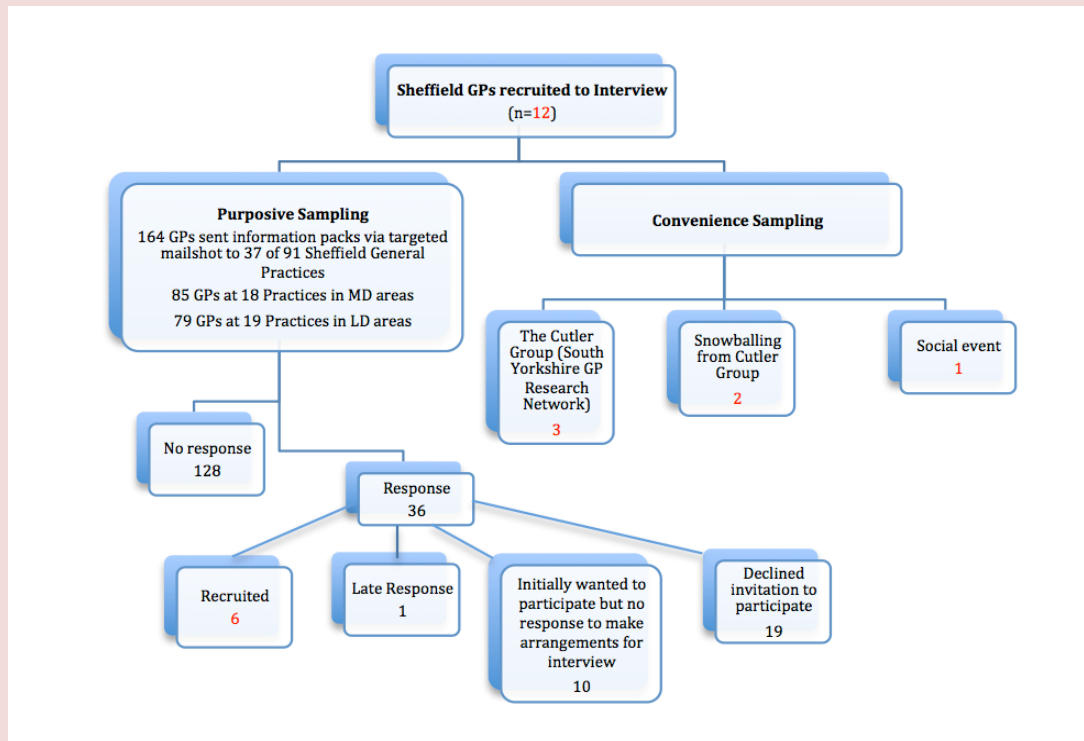 Sheffield GPs recruited to Interview
(n=12)
Purposive Sampling
164 GPs sent information packs via targeted
mailshot to 37 of 91 Sheffield General
Practices
85 GPs at 18 Practices in MD areas
79 GPs at 19 Practices in LD areas
Convenience Sampling
The Cutler
Group (South
Yorkshire GP
Research
Network)
3
Snowballing
from Cutler
Group
2
Social event
1
No response
128
Response
36
Recruited
6
Late Response
1
Initially wanted to
participate but no
response to make
arrangements for
interview
10
Declined
invitation to
participate
19